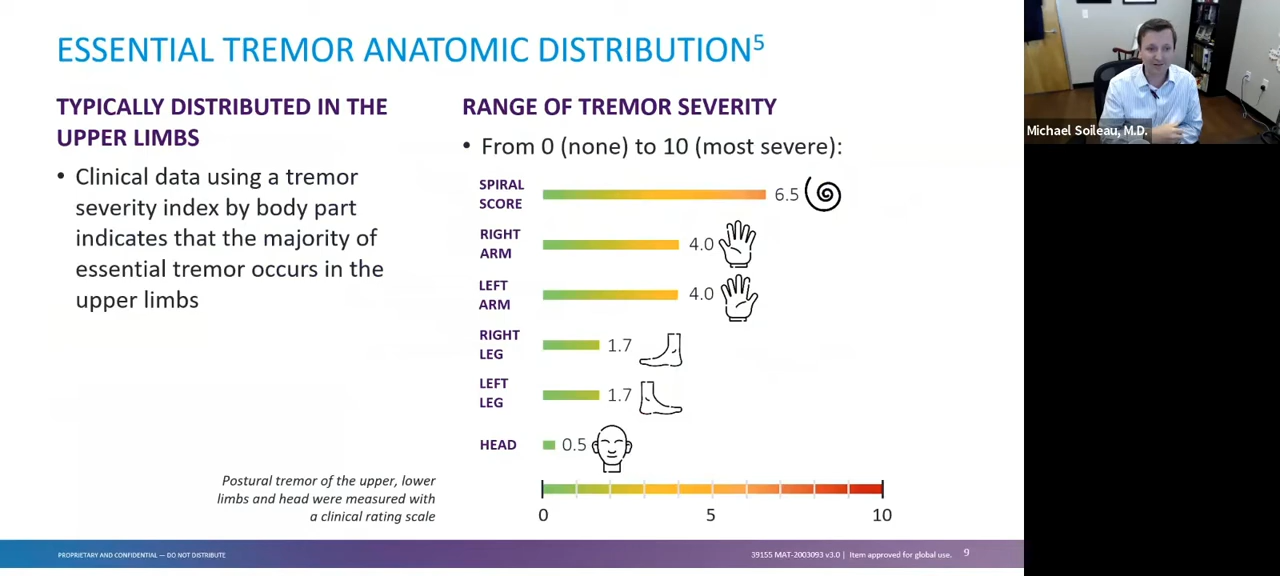 ESSENTIAL TREMOR ANATOMIC DISTRIBUTION5
TYPICALLY DISTRIBUTED IN THE
UPPER LIMBS
• Clinical data using a tremor
severity index by body part
indicates that the majority of
essential tremor occurs in the
upper limbs
RANGE OF TREMOR SEVERITY
• From 0 (none) to 10 (most severe):
SPIRAL
SCORE
6.5
RIGHT
ARM
4.0
LEFT
ARM
4.0
RIGHT
LEG
1.7
LEFT
LEG
1.7
HEAD
0.5
0 5 10
Postural tremor of the upper, lower
limbs and head were measured with
a clinical rating scale
PROPRIETARY AND CONFIDENTIAL — DO NOT DISTRIBUTE
39155 MAT-2003093 v3.0 | Item approved for global use. 9
Michael Soileau, M.D.